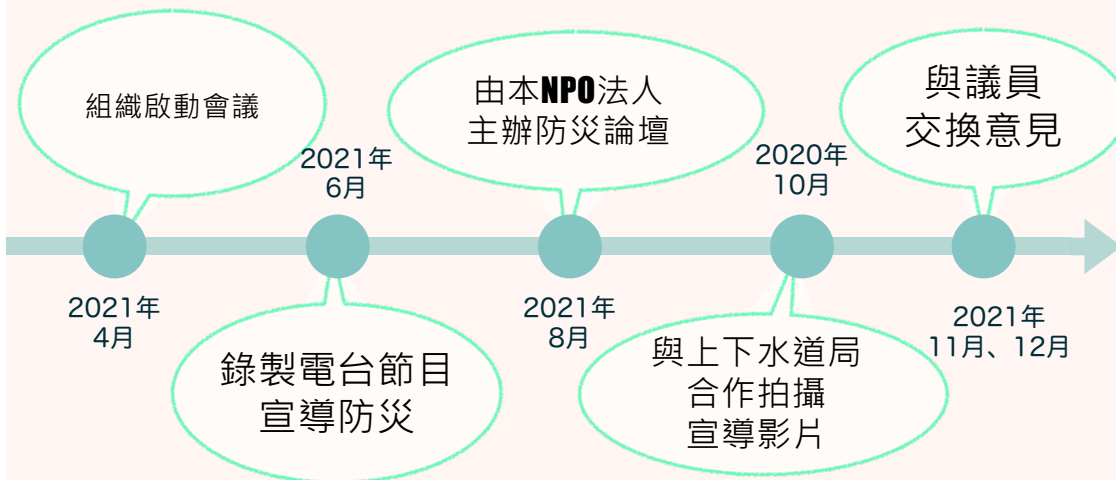 組織啟動會議
2021年
4月
2021年
6月
錄製電台節目
宣導防災
由本NPO法人
主辦防災論壇
2021年
8月
2020年
10月
與上下水道局
合作拍攝
宣導影片
與議員
交換意見
2021年
11月、12月